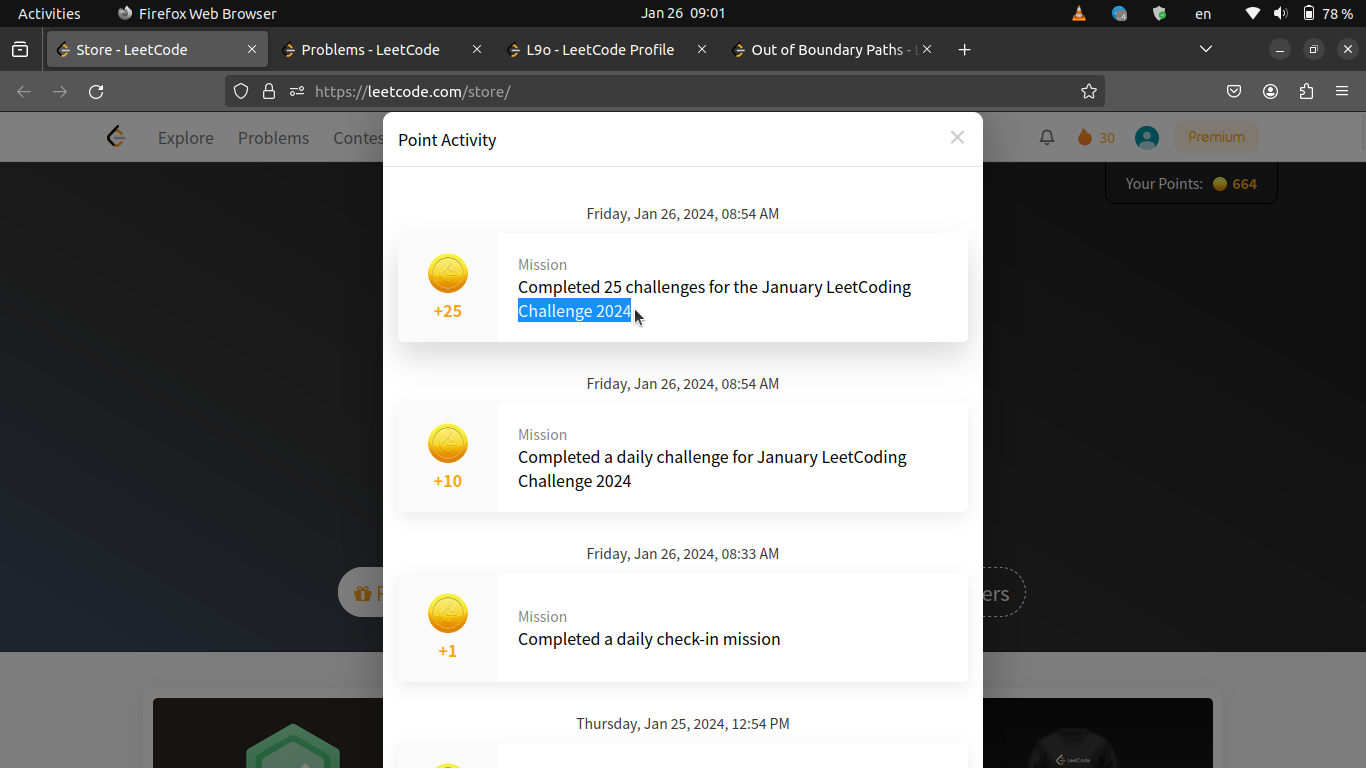 Activities
Firefox Web Browser
Jan 26 09:01
en
78 %
Store - LeetCode
Problems - LeetCode
L9o - LeetCode Profile
Out of Boundary Paths -
https://leetcode.com/store/
Explore
Problems
Contes
30
Premium
Your Points: 664
Point Activity
Friday, Jan 26, 2024, 08:54 AM
Mission
Completed 25 challenges for the January LeetCoding
Challenge 2024
+25
Friday, Jan 26, 2024, 08:54 AM
Mission
Completed a daily challenge for January LeetCoding
Challenge 2024
+10
Friday, Jan 26, 2024, 08:33 AM
Mission
Completed a daily check-in mission
+1
ers
Thursday, Jan 25, 2024, 12:54 PM
LeetCode